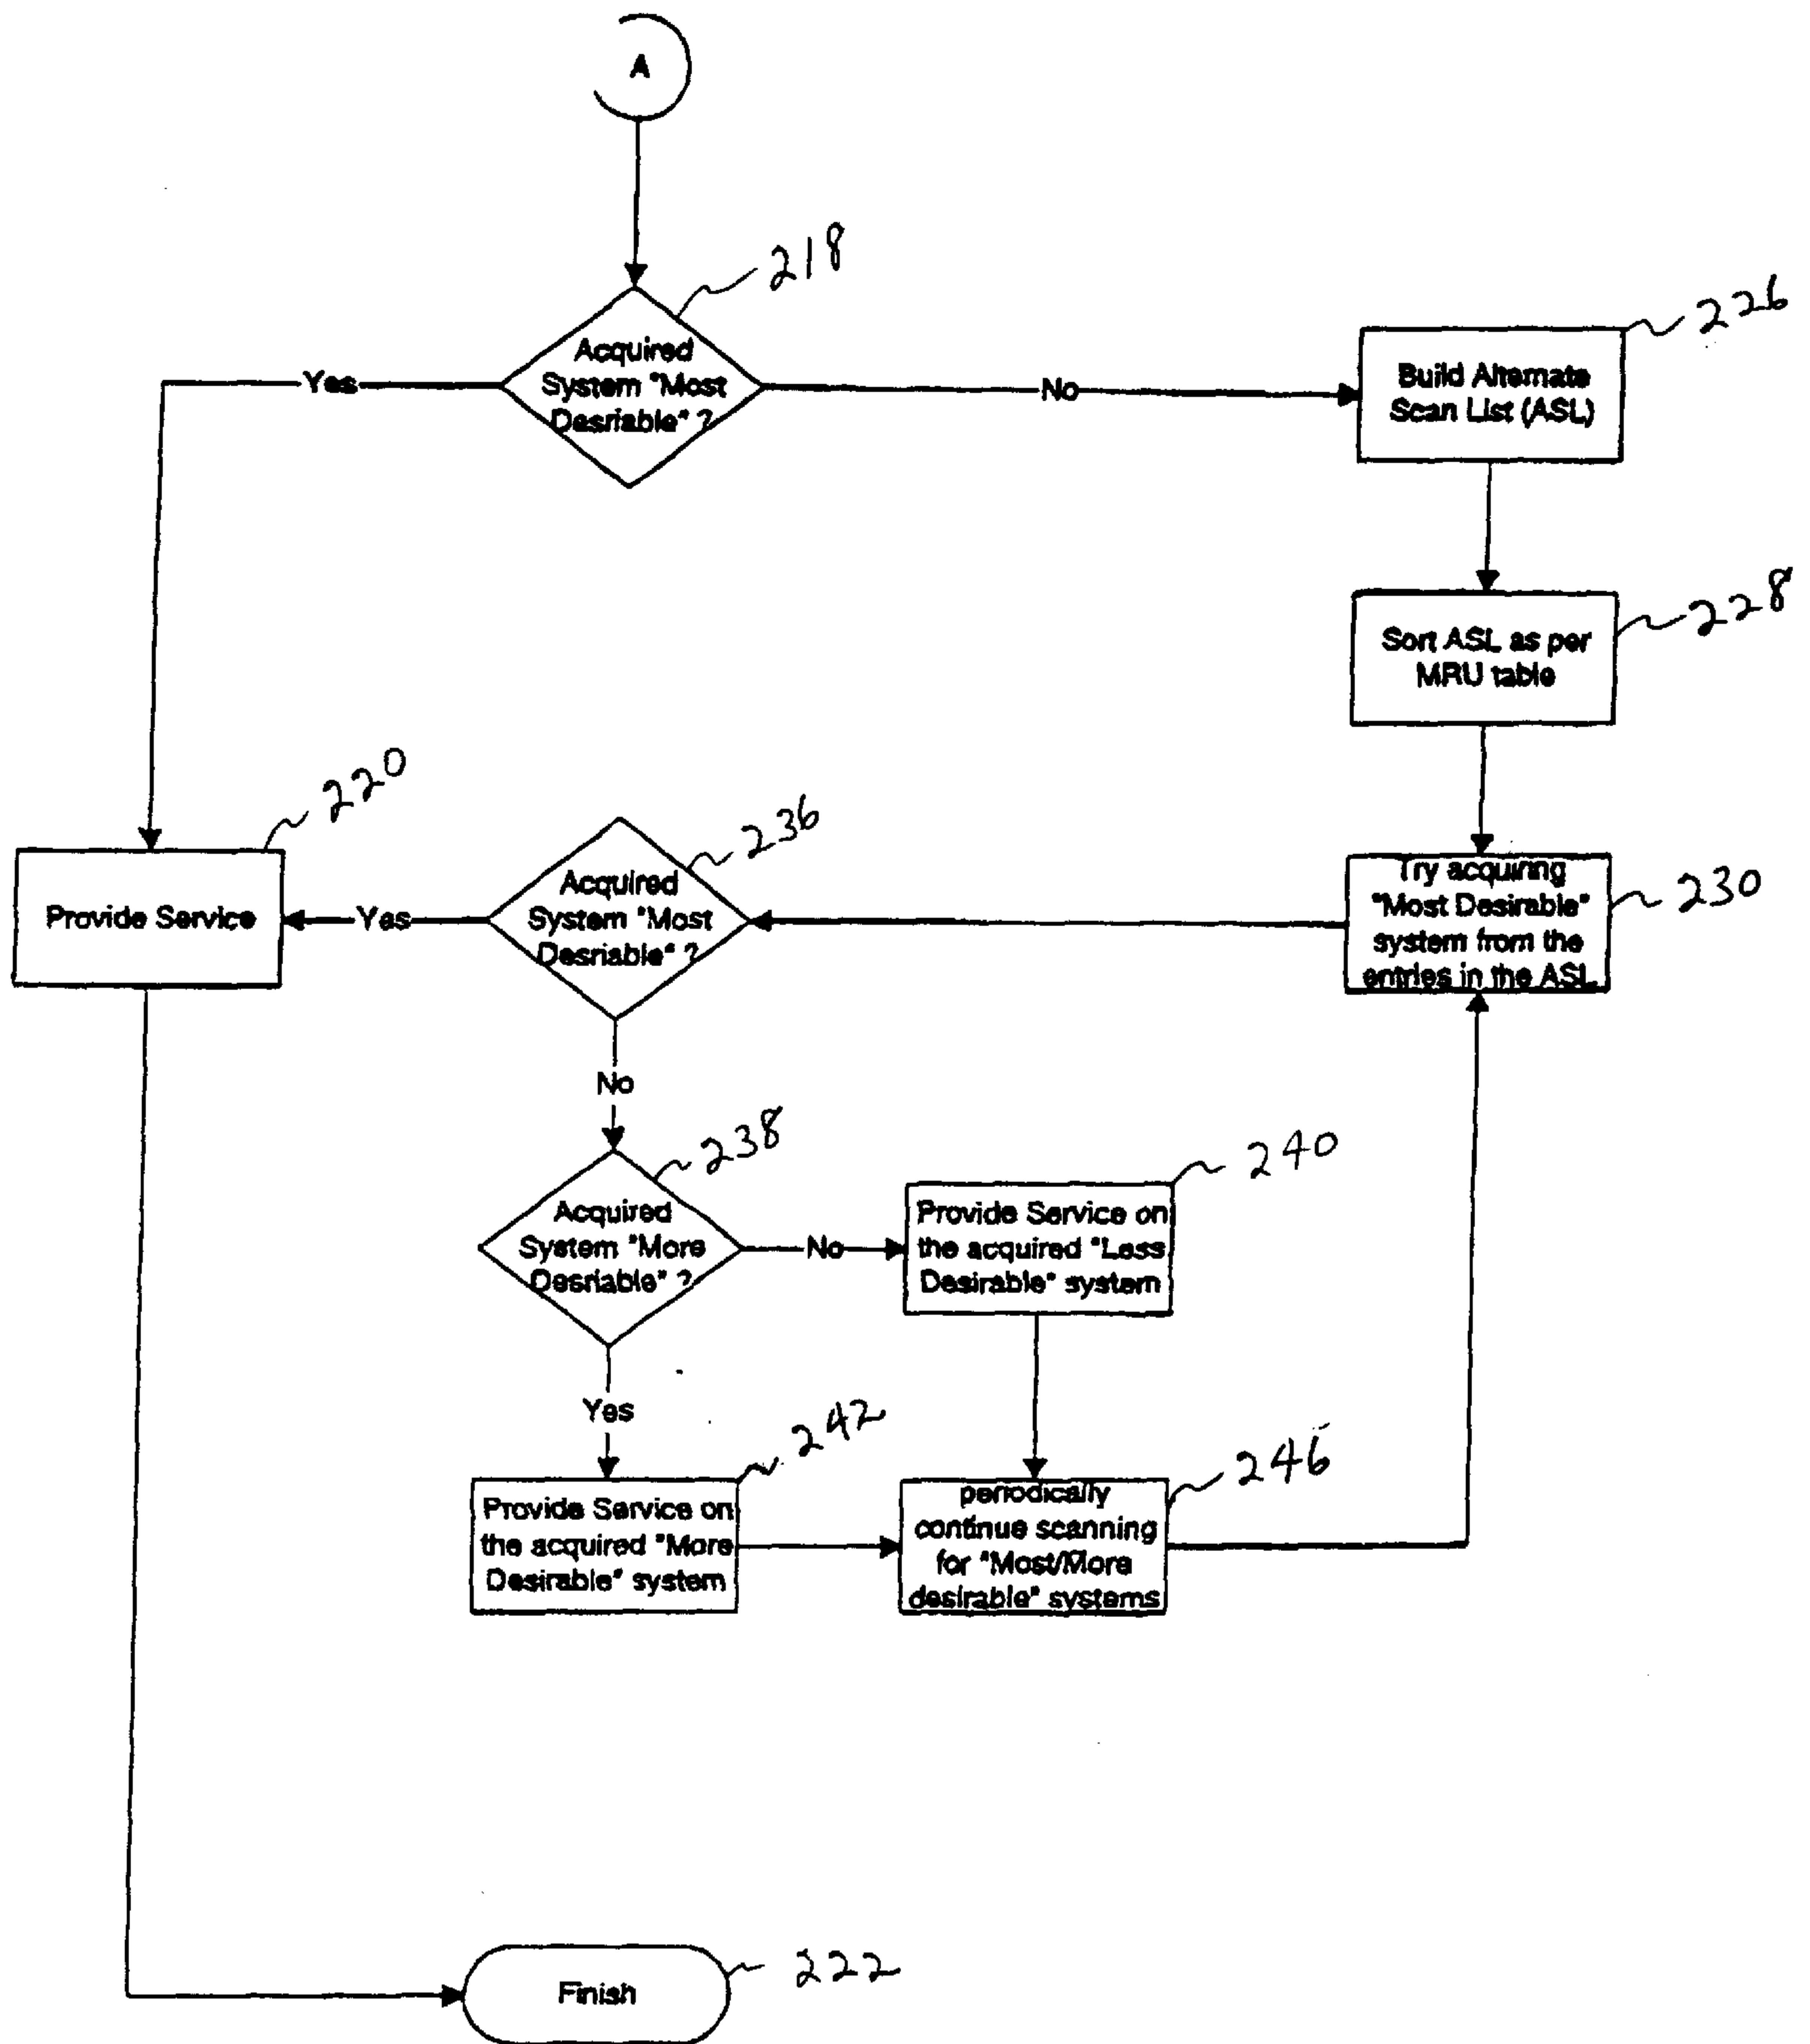 A
218
Acquired
System "Most
Desriable" ?
Yes
No
226
Build Alternate
Scan List (ASL)
228
Sort ASL as per
MRU table
220
Provide Service
Yes
236
Acquired
System "Most
Desriable" ?
230
Try acquiring
"Most Desirable"
system from the
entries in the ASL
No
238
Acquired
System "More
Desriable" ?
No
240
Provide Service on
the acquired "Less
Desirable" system
Yes
242
Provide Service on
the acquired "More
Desirable" system
246
periodically
continue scanning
for "Most/More
desirable" systems
222
Finish